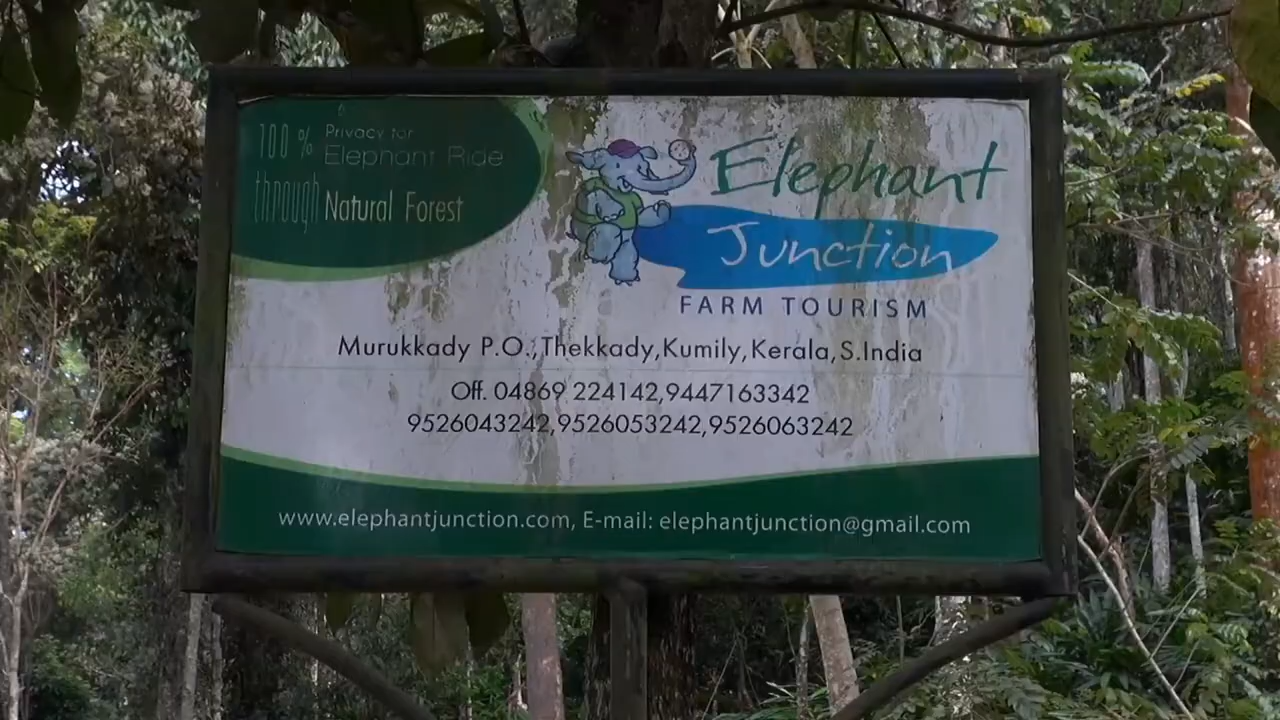 100 % Privacy for
Elephant Ride
through Natural Forest
Elephant
Junction
FARM TOURISM
Murukkady P.O.,Thekkady,Kumily,Kerala,S.India
Off. 04869 224142,9447163342
9526043242,9526053242,9526063242
www.elephantjunction.com, E-mail: elephantjunction@gmail.com